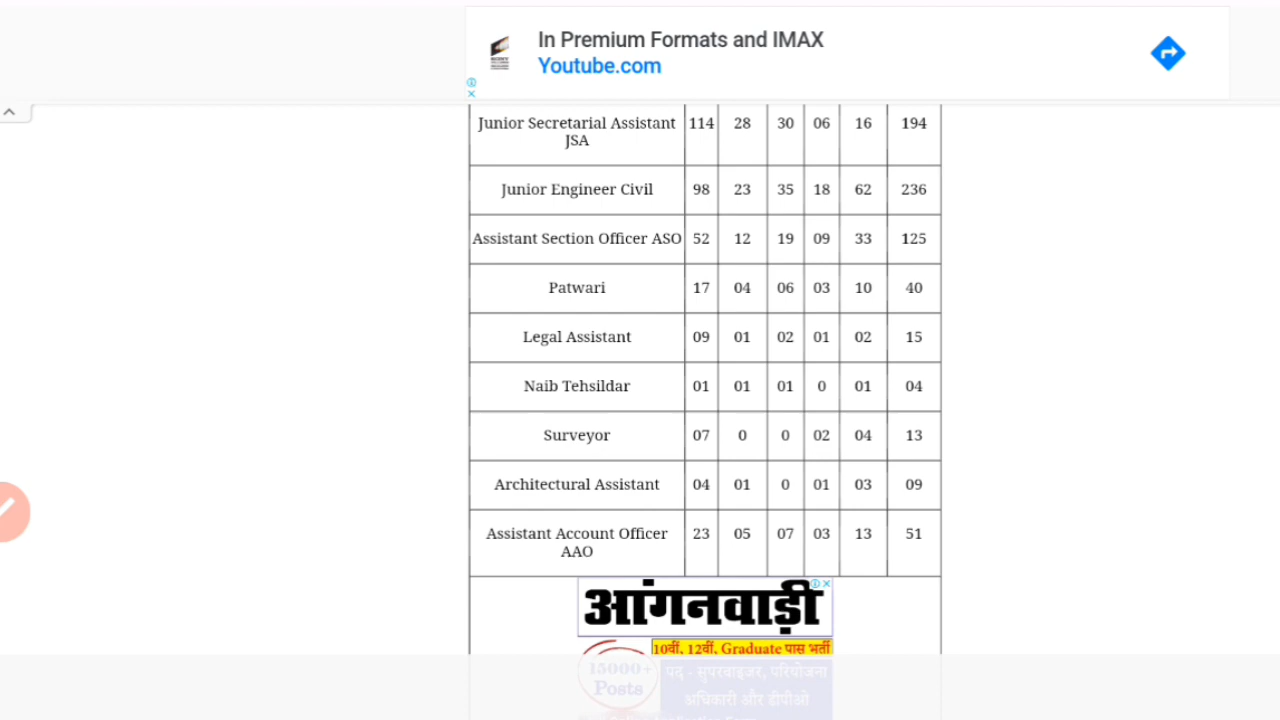 In Premium Formats and IMAX
Youtube.com
Junior Secretarial Assistant JSA 114 28 30 06 16 194
Junior Engineer Civil 98 23 35 18 62 236
Assistant Section Officer ASO 52 12 19 09 33 125
Patwari 17 04 06 03 10 40
Legal Assistant 09 01 02 01 02 15
Naib Tehsildar 01 01 01 0 01 04
Surveyor 07 0 0 02 04 13
Architectural Assistant 04 01 0 01 03 09
Assistant Account Officer AAO 23 05 07 03 13 51
आंगनवाड़ी
10वीं, 12वीं, Graduate पास भर्ती
15000+
Posts
पद - सुपरवाइजर, परियोजना
अधिकारी और डीपीओ